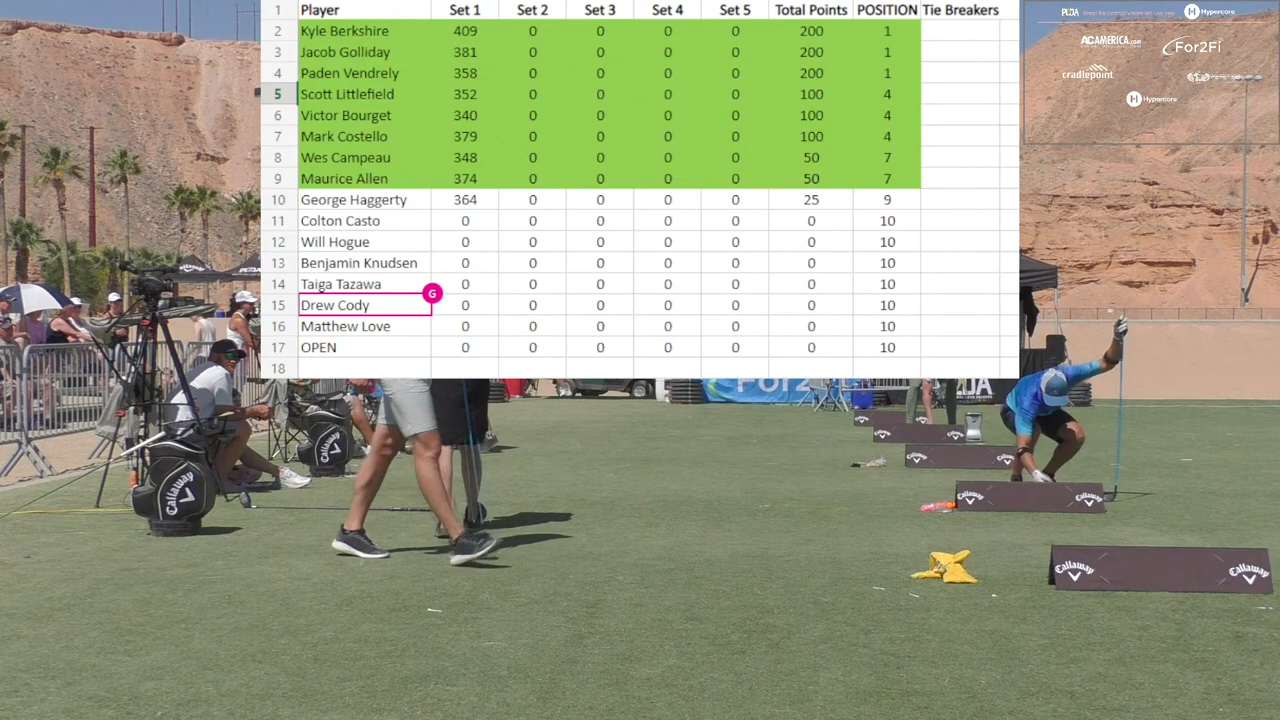 1 Player Set 1 Set 2 Set 3 Set 4 Set 5 Total Points POSITION Tie Breakers
2 Kyle Berkshire 409 0 0 0 0 200 1
3 Jacob Golliday 381 0 0 0 0 200 1
4 Paden Vendrely 358 0 0 0 0 200 1
5 Scott Littlefield 352 0 0 0 0 100 4
6 Victor Bourget 340 0 0 0 0 100 4
7 Mark Costello 379 0 0 0 0 100 4
8 Wes Campeau 348 0 0 0 0 50 7
9 Maurice Allen 374 0 0 0 0 50 7
10 George Haggerty 364 0 0 0 0 25 9
11 Colton Casto 0 0 0 0 0 0 10
12 Will Hogue 0 0 0 0 0 0 10
13 Benjamin Knudsen 0 0 0 0 0 0 10
14 Taiga Tazawa 0 0 0 0 0 0 10
G
15 Drew Cody 0 0 0 0 0 0 10
16 Matthew Love 0 0 0 0 0 0 10
17 OPEN 0 0 0 0 0 0 10
18
PLDA
Hypercore
ACAMERICA.com
For2Fi
cradlepoint
Hypercore
For2
Callaway
Callaway
Callaway
Callaway
Callaway
Callaway
Callaway
Callaway
Callaway
Callaway